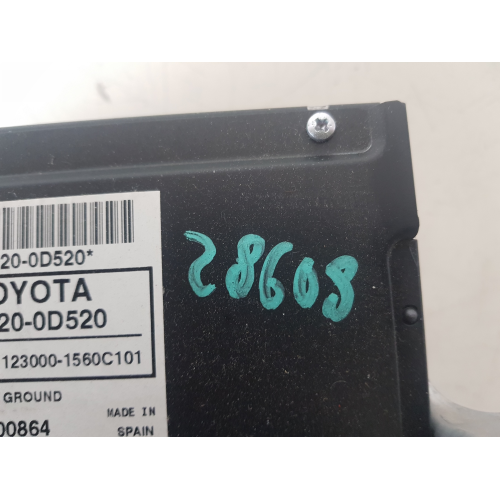 20-0D520*
OYOTA
20-0D520
123000-1560C101
GROUND
00864
MADE IN
SPAIN
28608